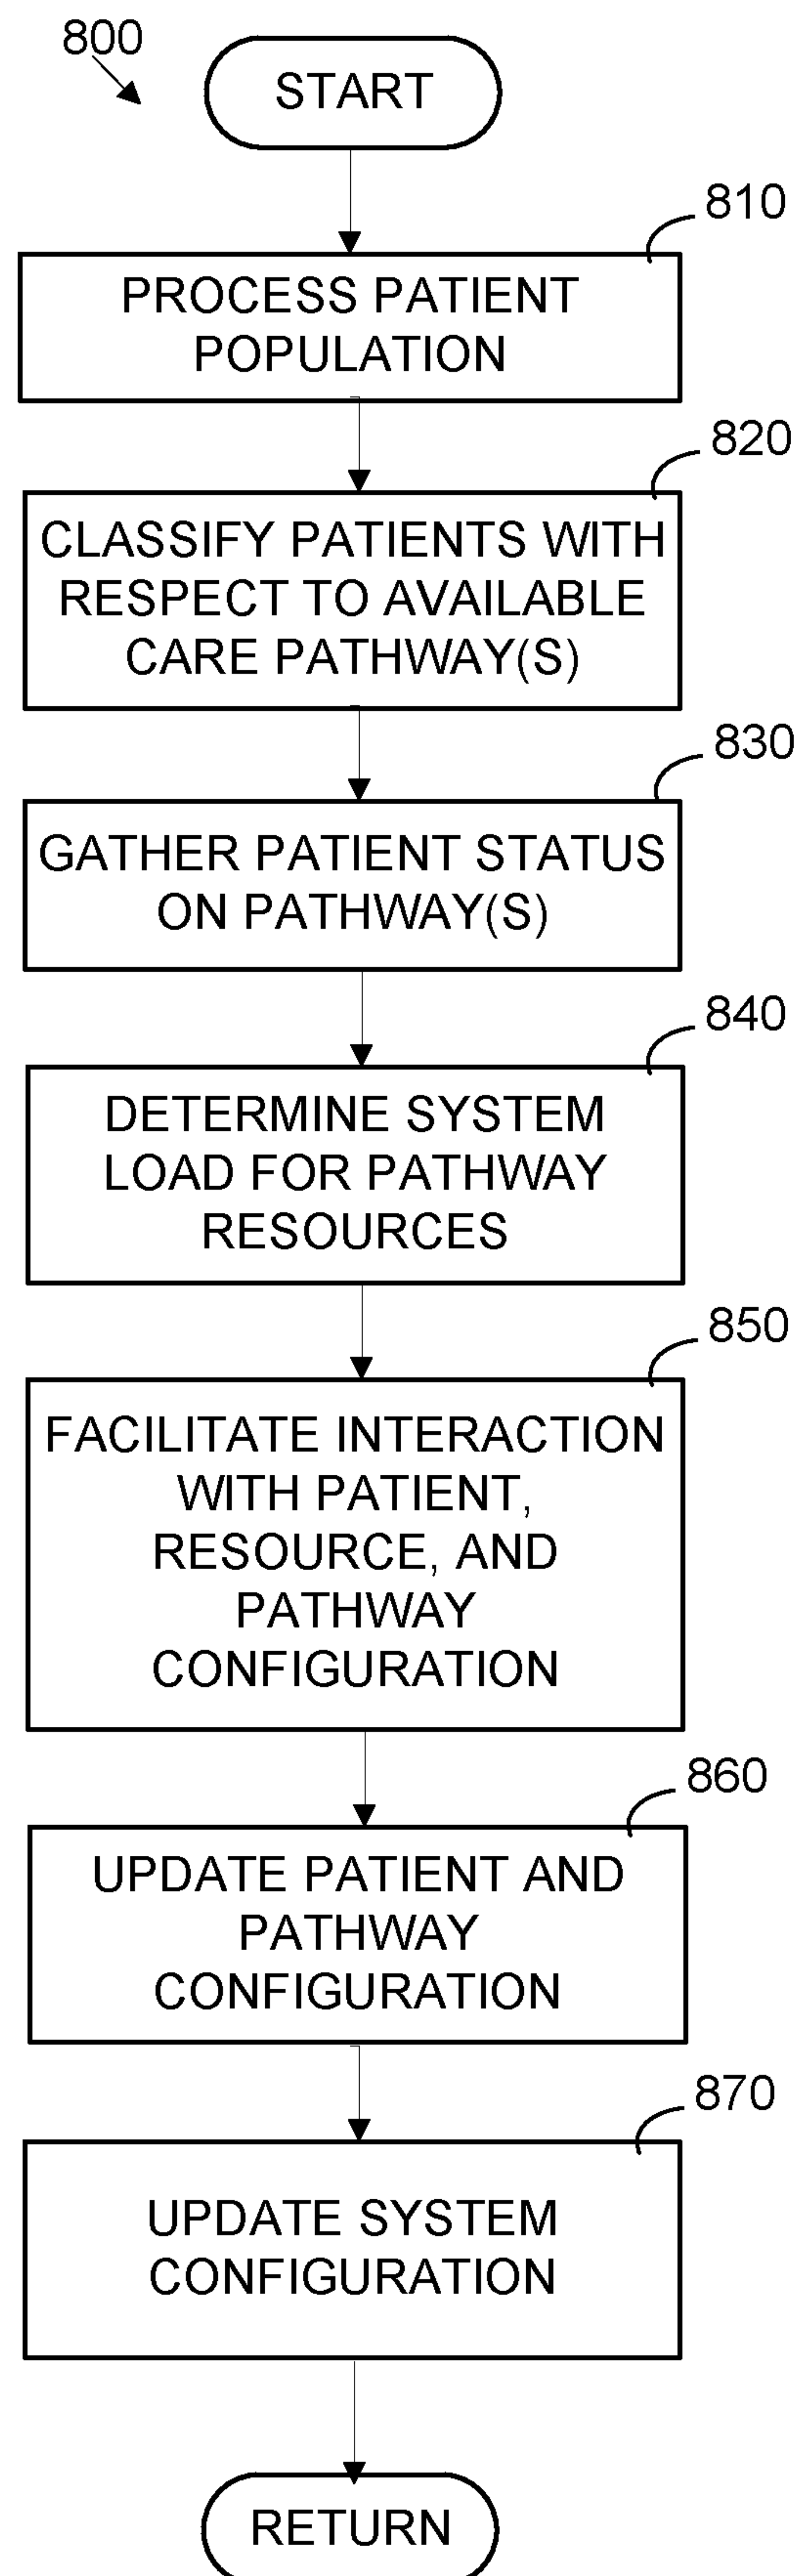 800
START
810
PROCESS PATIENT
POPULATION
820
CLASSIFY PATIENTS WITH
RESPECT TO AVAILABLE
CARE PATHWAY(S)
830
GATHER PATIENT STATUS
ON PATHWAY(S)
840
DETERMINE SYSTEM
LOAD FOR PATHWAY
RESOURCES
850
FACILITATE INTERACTION
WITH PATIENT,
RESOURCE, AND
PATHWAY
CONFIGURATION
860
UPDATE PATIENT AND
PATHWAY
CONFIGURATION
870
UPDATE SYSTEM
CONFIGURATION
RETURN